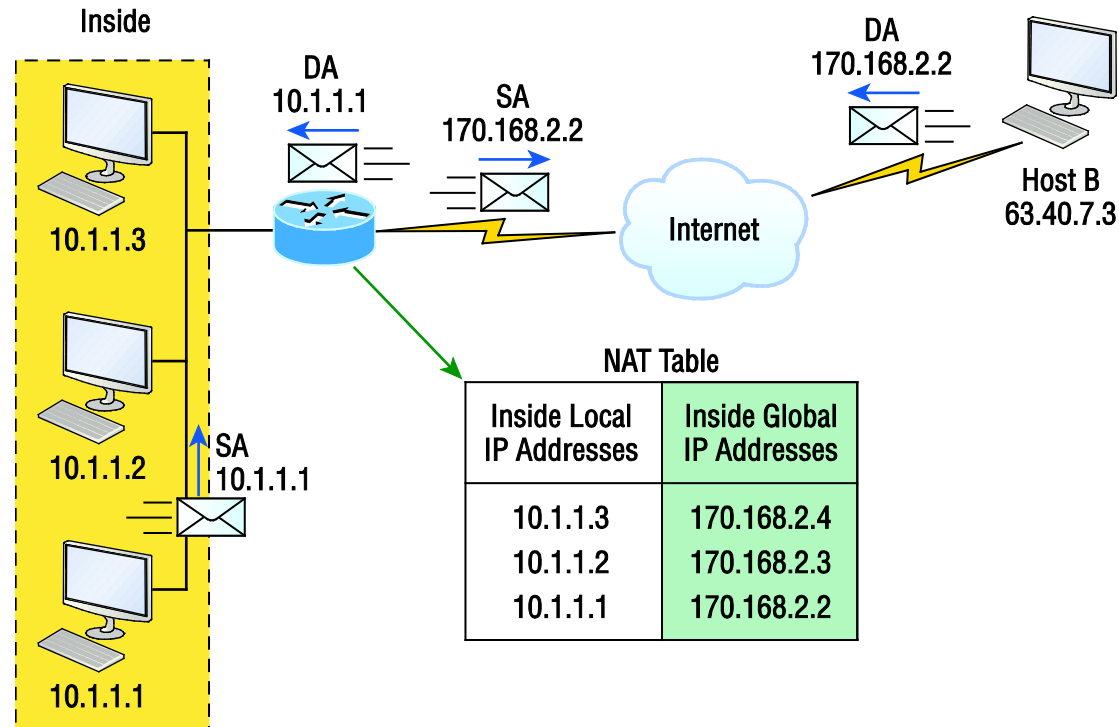 Inside
DA
10.1.1.1
SA
170.168.2.2
DA
170.168.2.2
Host B
63.40.7.3
Internet
10.1.1.3
10.1.1.2
SA
10.1.1.1
10.1.1.1
NAT Table
Inside Local
IP Addresses
Inside Global
IP Addresses
10.1.1.3 170.168.2.4
10.1.1.2 170.168.2.3
10.1.1.1 170.168.2.2